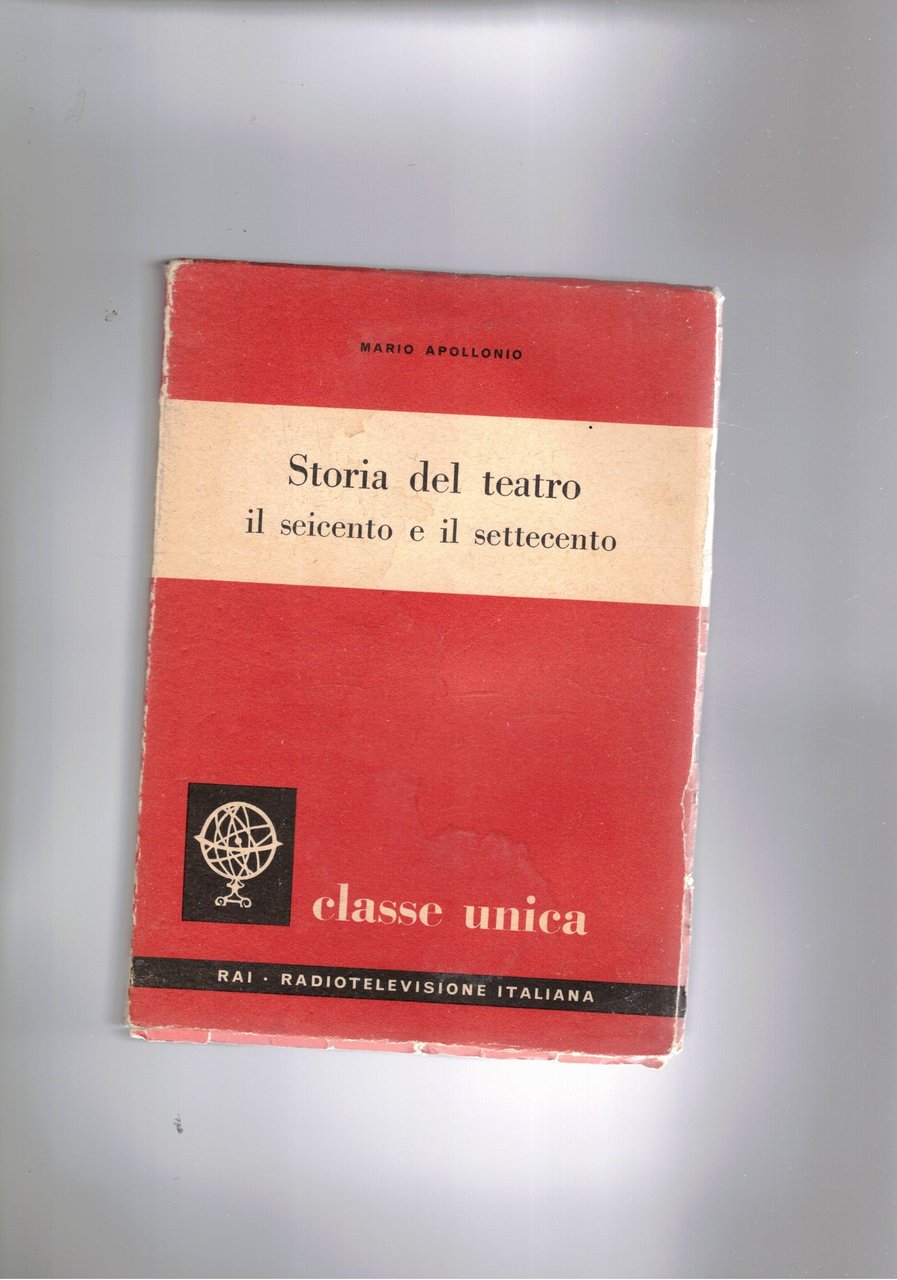 MARIO APOLLONIO
Storia del teatro
il seicento e il settecento
classe unica
RAI · RADIOTELEVISIONE ITALIANA